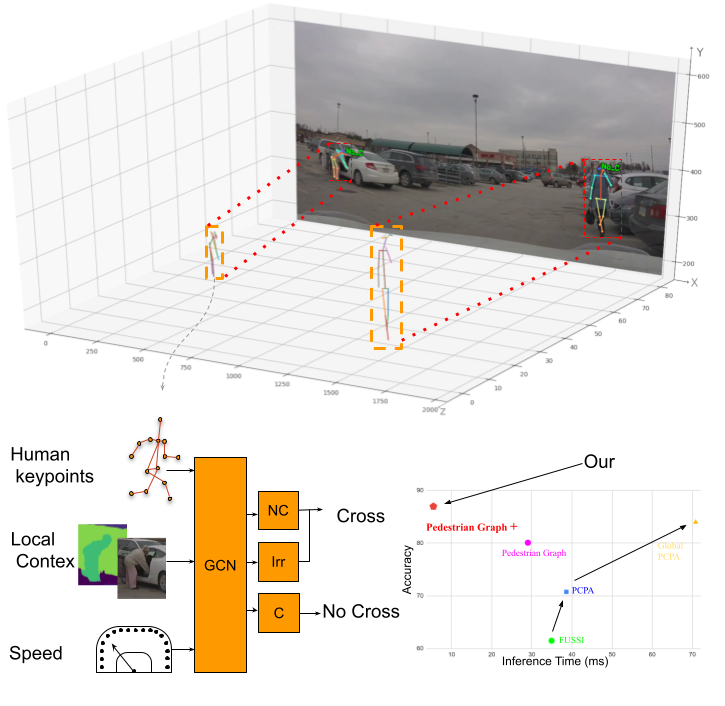 Y
600
500
400
300
200
X
80
70
60
50
40
30
20
10
0
Z
0
250
500
750
1000
1250
1500
1750
2000
Human
keypoints
Local
Contex
Speed
GCN
NC
Irr
C
Cross
No Cross
Our
90
80
70
60
Accuracy
Pedestrian Graph +
Pedestrian Graph
Global
PCPA
PCPA
FUSSI
10
20
30
40
50
60
70
Inference Time (ms)